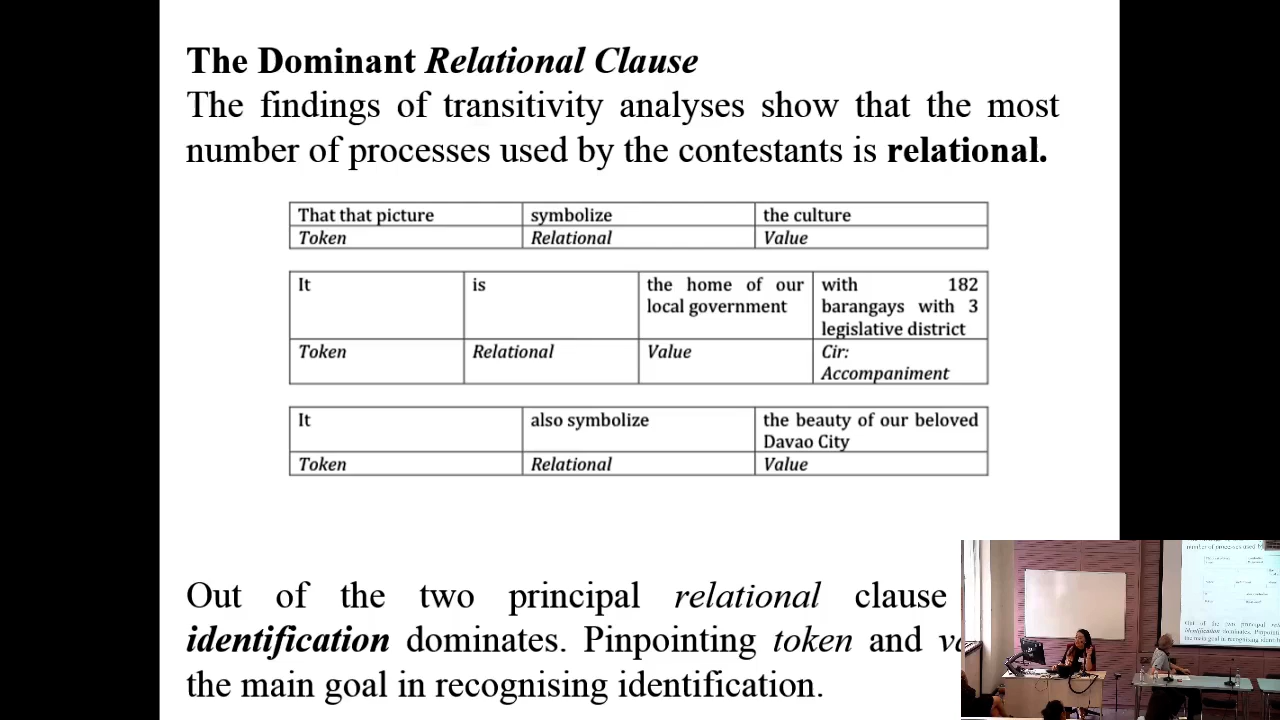 The Dominant Relational Clause
The findings of transitivity analyses show that the most
number of processes used by the contestants is relational.
That that picture symbolize the culture
Token Relational Value
It is the home of our local government with 182 barangays with 3 legislative district
Token Relational Value Cir: Accompaniment
It also symbolize the beauty of our beloved Davao City
Token Relational Value
Out of the two principal relational clause
identification dominates. Pinpointing token and
the main goal in recognising identification.